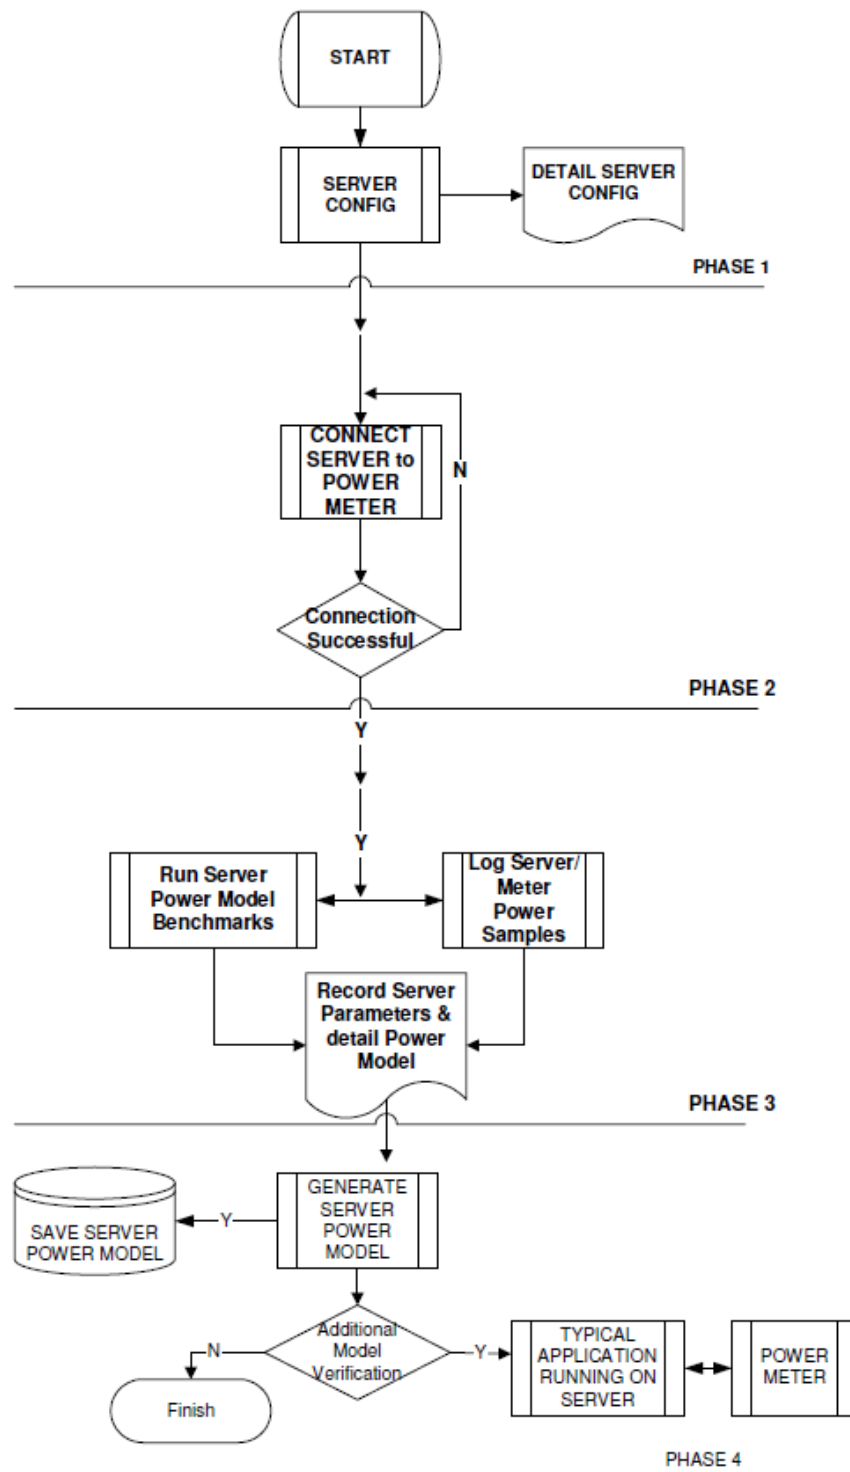 START
SERVER
CONFIG
DETAIL SERVER
CONFIG
PHASE 1
CONNECT
SERVER to
POWER
METER
N
Connection
Successful
PHASE 2
Y
Y
Run Server
Power Model
Benchmarks
Log Server/
Meter
Power
Samples
Record Server
Parameters &
detail Power
Model
PHASE 3
GENERATE
SERVER
POWER
MODEL
Y
SAVE SERVER
POWER MODEL
Additional
Model
Verification
N
Finish
Y
TYPICAL
APPLICATION
RUNNING ON
SERVER
POWER
METER
PHASE 4